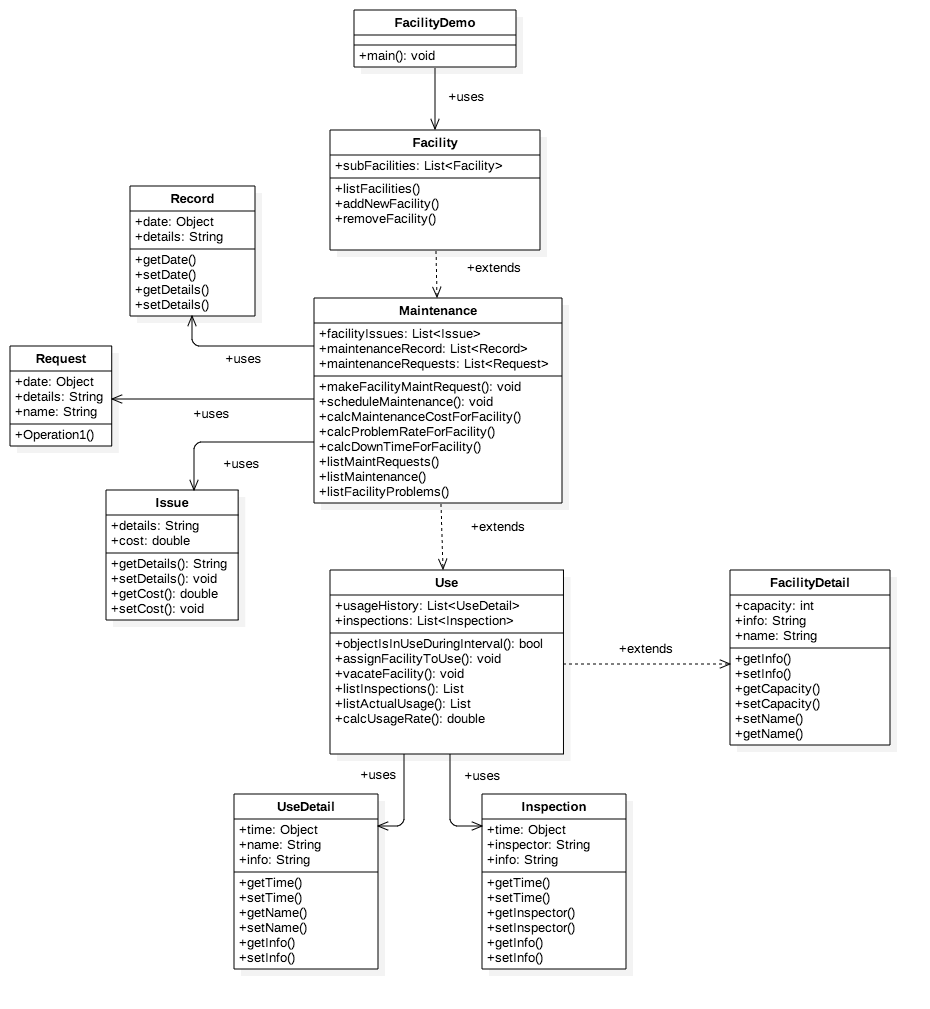 FacilityDemo
+main(): void
+uses
Facility
+subFacilities: List<Facility>
+listFacilities()
+addNewFacility()
+removeFacility()
+extends
Record
+date: Object
+details: String
+getDate()
+setDate()
+getDetails()
+setDetails()
+uses
Maintenance
+facilityIssues: List<Issue>
+maintenanceRecord: List<Record>
+maintenanceRequests: List<Request>
+makeFacilityMaintRequest(): void
+scheduleMaintenance(): void
+calcMaintenanceCostForFacility()
+calcProblemRateForFacility()
+calcDownTimeForFacility()
+listMaintRequests()
+listMaintenance()
+listFacilityProblems()
Request
+date: Object
+details: String
+name: String
+Operation1()
+uses
+uses
Issue
+details: String
+cost: double
+getDetails(): String
+setDetails(): void
+getCost(): double
+setCost(): void
+extends
Use
+usageHistory: List<UseDetail>
+inspections: List<Inspection>
+objectIsInUseDuringInterval(): bool
+assignFacilityToUse(): void
+vacateFacility(): void
+listInspections(): List
+listActualUsage(): List
+calcUsageRate(): double
+extends
FacilityDetail
+capacity: int
+info: String
+name: String
+getInfo()
+setInfo()
+getCapacity()
+setCapacity()
+setName()
+getName()
+uses
+uses
UseDetail
+time: Object
+name: String
+info: String
+getTime()
+setTime()
+getName()
+setName()
+getInfo()
+setInfo()
Inspection
+time: Object
+inspector: String
+info: String
+getTime()
+setTime()
+getInspector()
+setInspector()
+getInfo()
+setInfo()